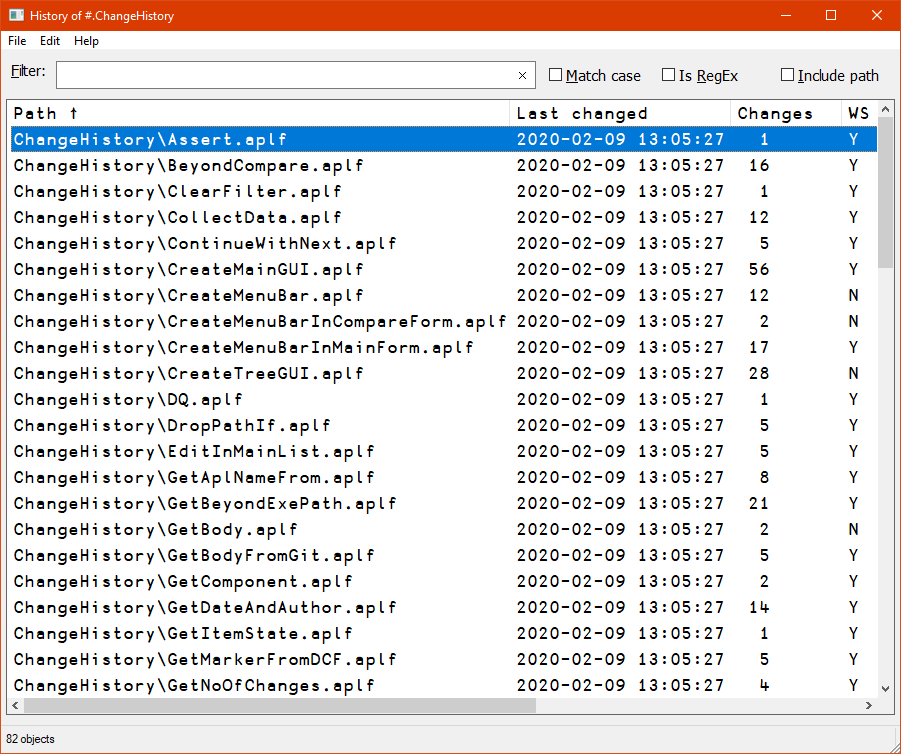 History of #.ChangeHistory
File Edit Help
Filter: Match case Is RegEx Include path
Path ↑ Last changed Changes WS
ChangeHistory\Assert.aplf 2020-02-09 13:05:27 1 Y
ChangeHistory\BeyondCompare.aplf 2020-02-09 13:05:27 16 Y
ChangeHistory\ClearFilter.aplf 2020-02-09 13:05:27 1 Y
ChangeHistory\CollectData.aplf 2020-02-09 13:05:27 12 Y
ChangeHistory\ContinueWithNext.aplf 2020-02-09 13:05:27 5 Y
ChangeHistory\CreateMainGUI.aplf 2020-02-09 13:05:27 56 Y
ChangeHistory\CreateMenuBar.aplf 2020-02-09 13:05:27 12 N
ChangeHistory\CreateMenuBarInCompareForm.aplf 2020-02-09 13:05:27 2 N
ChangeHistory\CreateMenuBarInMainForm.aplf 2020-02-09 13:05:27 17 Y
ChangeHistory\CreateTreeGUI.aplf 2020-02-09 13:05:27 28 N
ChangeHistory\DQ.aplf 2020-02-09 13:05:27 1 Y
ChangeHistory\DropPathIf.aplf 2020-02-09 13:05:27 5 Y
ChangeHistory\EditInMainList.aplf 2020-02-09 13:05:27 5 Y
ChangeHistory\GetAplNameFrom.aplf 2020-02-09 13:05:27 8 Y
ChangeHistory\GetBeyondExePath.aplf 2020-02-09 13:05:27 21 Y
ChangeHistory\GetBody.aplf 2020-02-09 13:05:27 2 N
ChangeHistory\GetBodyFromGit.aplf 2020-02-09 13:05:27 5 Y
ChangeHistory\GetComponent.aplf 2020-02-09 13:05:27 2 Y
ChangeHistory\GetDateAndAuthor.aplf 2020-02-09 13:05:27 14 Y
ChangeHistory\GetItemState.aplf 2020-02-09 13:05:27 1 Y
ChangeHistory\GetMarkerFromDCF.aplf 2020-02-09 13:05:27 5 Y
ChangeHistory\GetNoOfChanges.aplf 2020-02-09 13:05:27 4 Y
82 objects